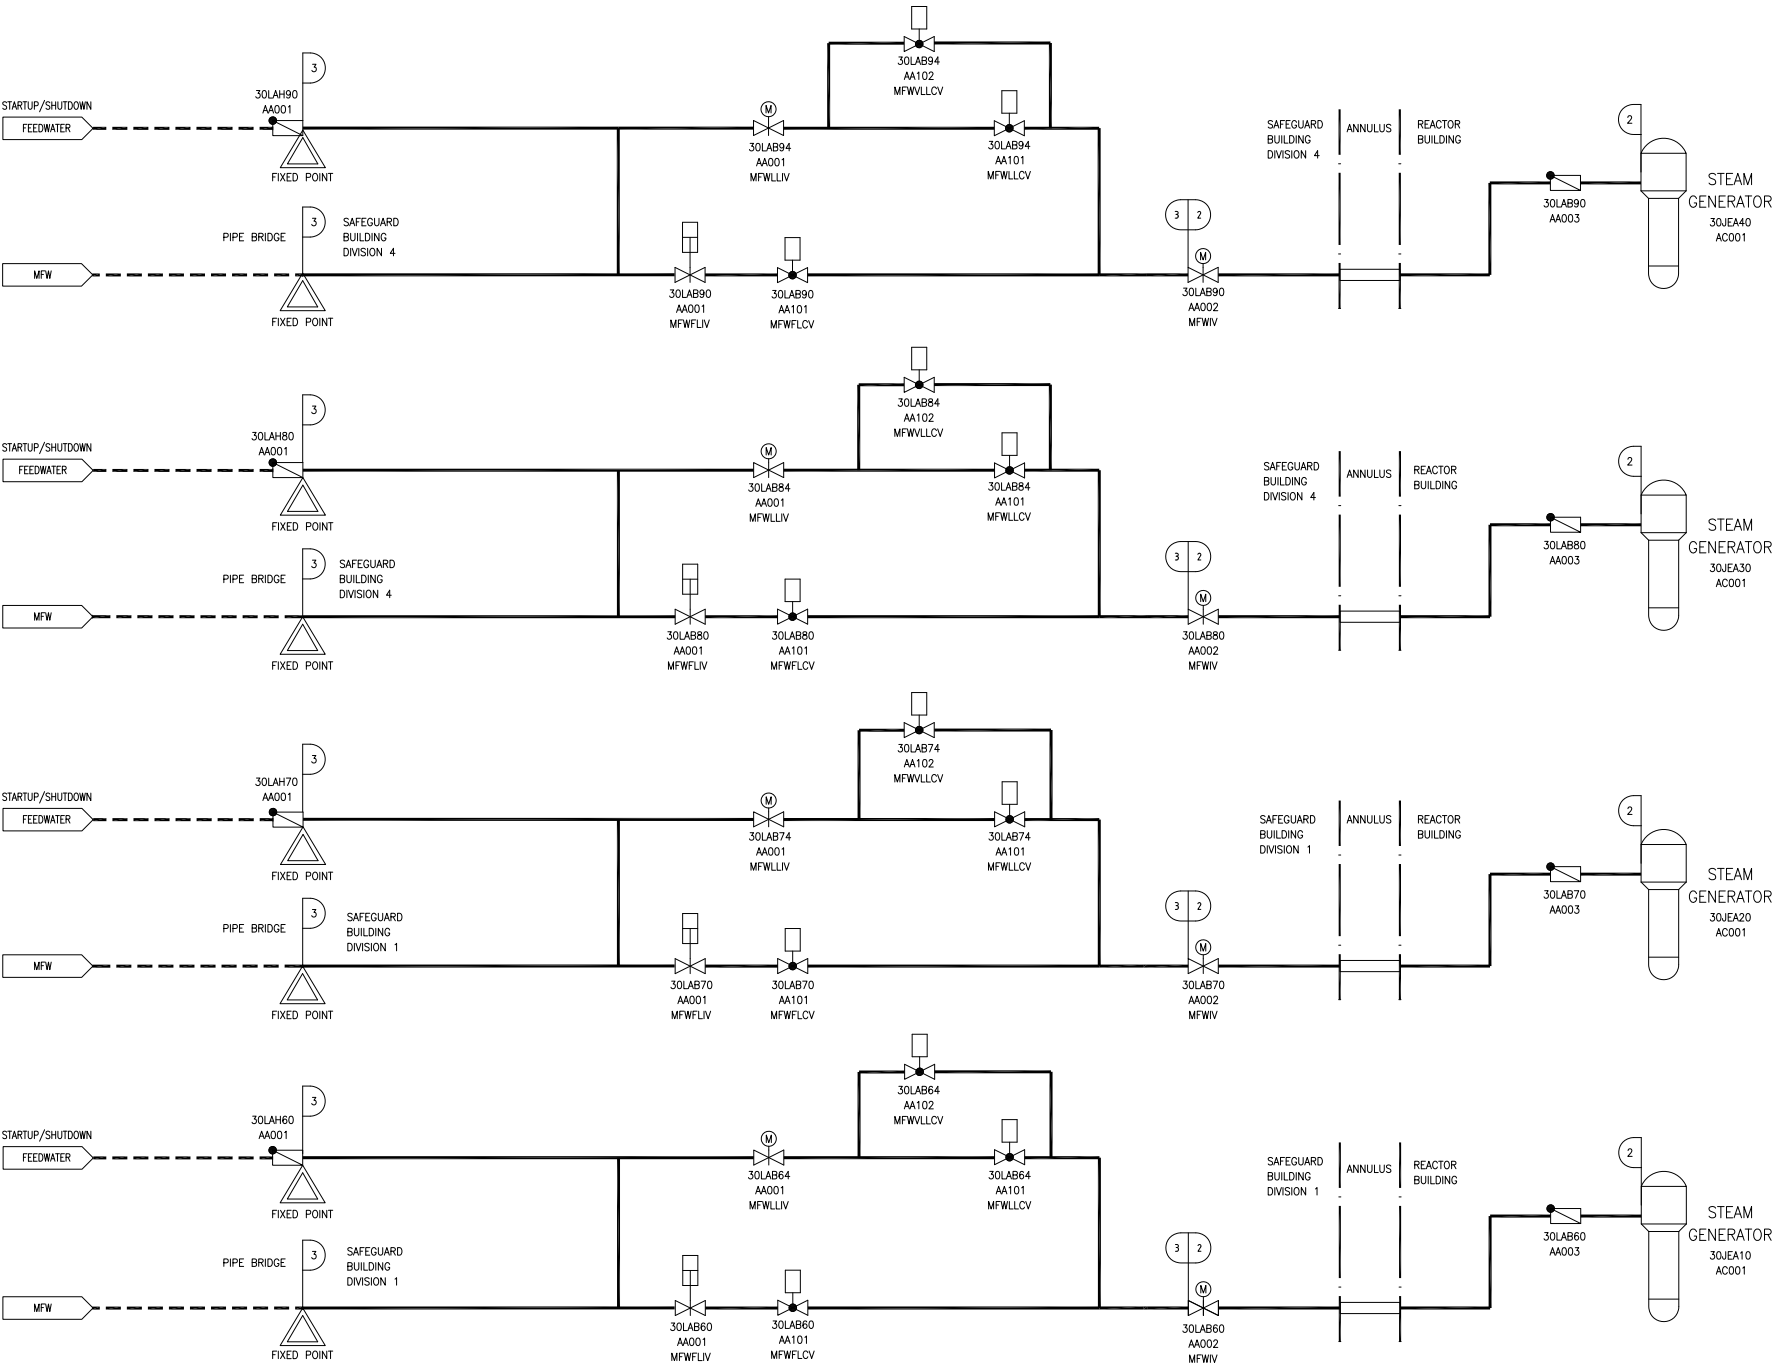 30LAB94
AA102
MFWVLLCV
3
30LAH90
AA001
STARTUP/SHUTDOWN
FEEDWATER
FIXED POINT
M
30LAB94
AA001
MFWLLIV
30LAB94
AA101
MFWLLCV
SAFEGUARD
BUILDING
DIVISION 4
ANNULUS
REACTOR
BUILDING
2
30LAB90
AA003
STEAM
GENERATOR
30JEA40
AC001
PIPE BRIDGE
3
SAFEGUARD
BUILDING
DIVISION 4
MFW
FIXED POINT
30LAB90
AA001
MFWFLIV
30LAB90
AA101
MFWFLCV
3 2
M
30LAB90
AA002
MFWIV
30LAB84
AA102
MFWVLLCV
3
30LAH80
AA001
STARTUP/SHUTDOWN
FEEDWATER
FIXED POINT
M
30LAB84
AA001
MFWLLIV
30LAB84
AA101
MFWLLCV
SAFEGUARD
BUILDING
DIVISION 4
ANNULUS
REACTOR
BUILDING
2
30LAB80
AA003
STEAM
GENERATOR
30JEA30
AC001
PIPE BRIDGE
3
SAFEGUARD
BUILDING
DIVISION 4
MFW
FIXED POINT
30LAB80
AA001
MFWFLIV
30LAB80
AA101
MFWFLCV
3 2
M
30LAB80
AA002
MFWIV
30LAB74
AA102
MFWVLLCV
3
30LAH70
AA001
STARTUP/SHUTDOWN
FEEDWATER
FIXED POINT
M
30LAB74
AA001
MFWLLIV
30LAB74
AA101
MFWLLCV
SAFEGUARD
BUILDING
DIVISION 1
ANNULUS
REACTOR
BUILDING
2
30LAB70
AA003
STEAM
GENERATOR
30JEA20
AC001
PIPE BRIDGE
3
SAFEGUARD
BUILDING
DIVISION 1
MFW
FIXED POINT
30LAB70
AA001
MFWFLIV
30LAB70
AA101
MFWFLCV
3 2
M
30LAB70
AA002
MFWIV
30LAB64
AA102
MFWVLLCV
3
30LAH60
AA001
STARTUP/SHUTDOWN
FEEDWATER
FIXED POINT
M
30LAB64
AA001
MFWLLIV
30LAB64
AA101
MFWLLCV
SAFEGUARD
BUILDING
DIVISION 1
ANNULUS
REACTOR
BUILDING
2
30LAB60
AA003
STEAM
GENERATOR
30JEA10
AC001
PIPE BRIDGE
3
SAFEGUARD
BUILDING
DIVISION 1
MFW
FIXED POINT
30LAB60
AA001
MFWFLIV
30LAB60
AA101
MFWFLCV
3 2
M
30LAB60
AA002
MFWIV